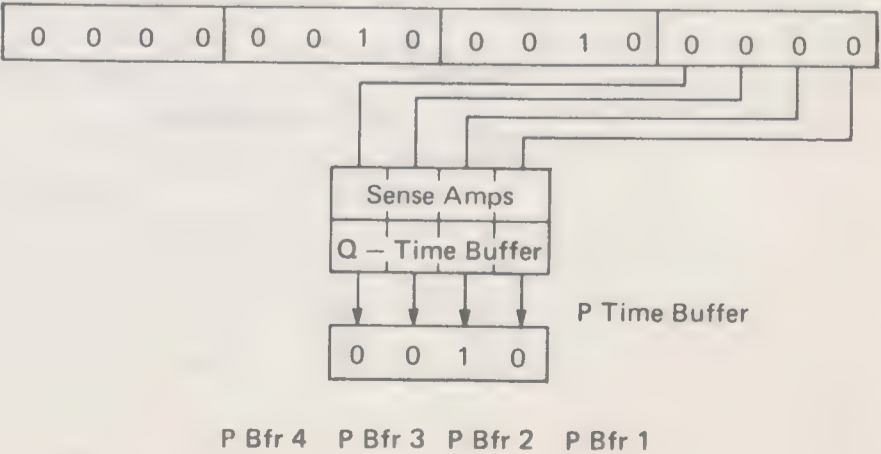 0 0 0 0 0 0 1 0 0 0 1 0 0 0 0 0
Sense Amps
Q — Time Buffer
P Time Buffer
0 0 1 0
P Bfr 4 P Bfr 3 P Bfr 2 P Bfr 1